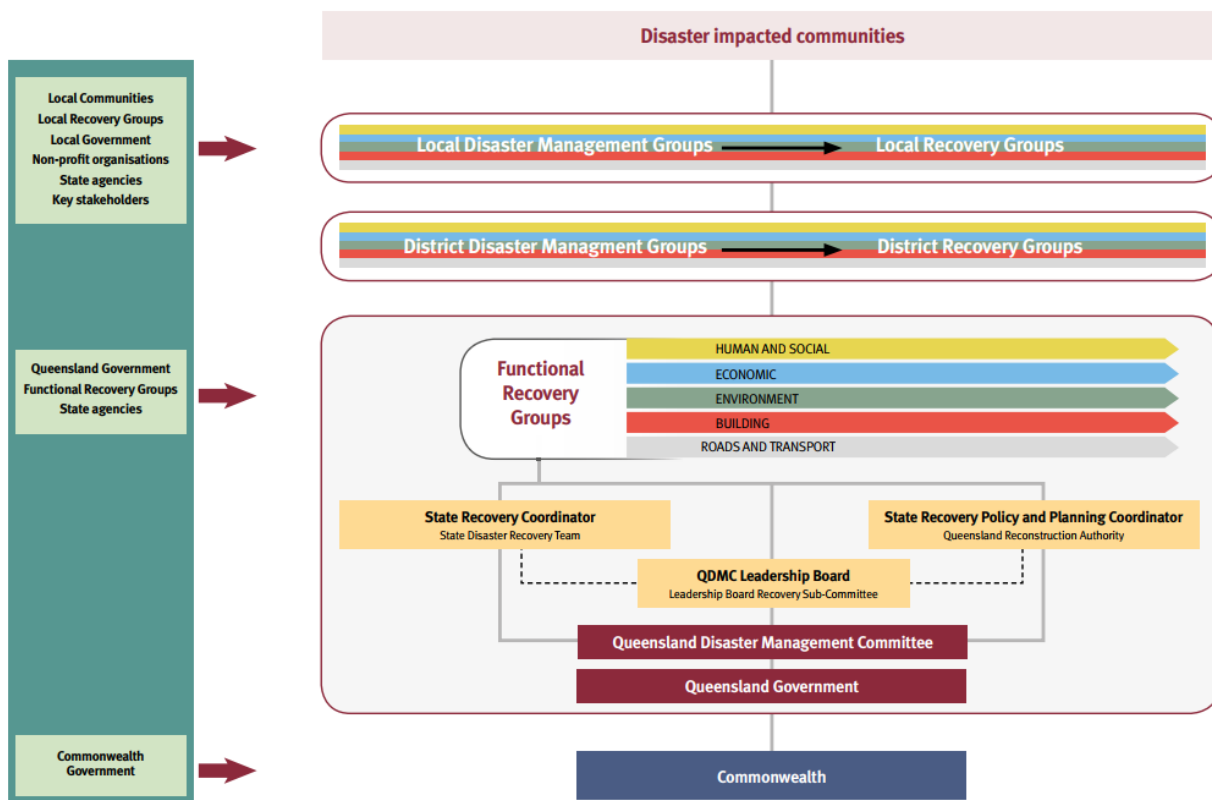 Disaster impacted communities
Local Communities
Local Recovery Groups
Local Government
Non-profit organisations
State agencies
Key stakeholders
Local Disaster Management Groups
Local Recovery Groups
District Disaster Managment Groups
District Recovery Groups
Queensland Government
Functional Recovery Groups
State agencies
Functional
Recovery
Groups
HUMAN AND SOCIAL
ECONOMIC
ENVIRONMENT
BUILDING
ROADS AND TRANSPORT
State Recovery Coordinator
State Disaster Recovery Team
State Recovery Policy and Planning Coordinator
Queensland Reconstruction Authority
QDMC Leadership Board
Leadership Board Recovery Sub-Committee
Queensland Disaster Management Committee
Queensland Government
Commonwealth
Government
Commonwealth